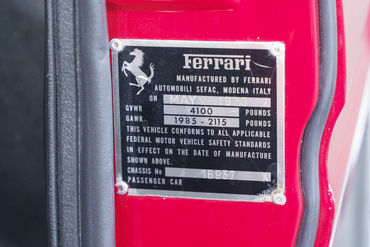 Ferrari
MANUFACTURED BY FERRARI
AUTOMOBILI SEFAC, MODENA-ITALY
ON MAY 1973
GVWR 4100 POUNDS
GAWR 1985 - 2115 POUNDS
THIS VEHICLE CONFORMS TO ALL APPLICABLE
FEDERAL MOTOR VEHICLE SAFETY STANDARDS
IN EFFECT ON THE DATE OF MANUFACTURE
SHOWN ABOVE.
CHASSIS No 16937 X
PASSENGER CAR